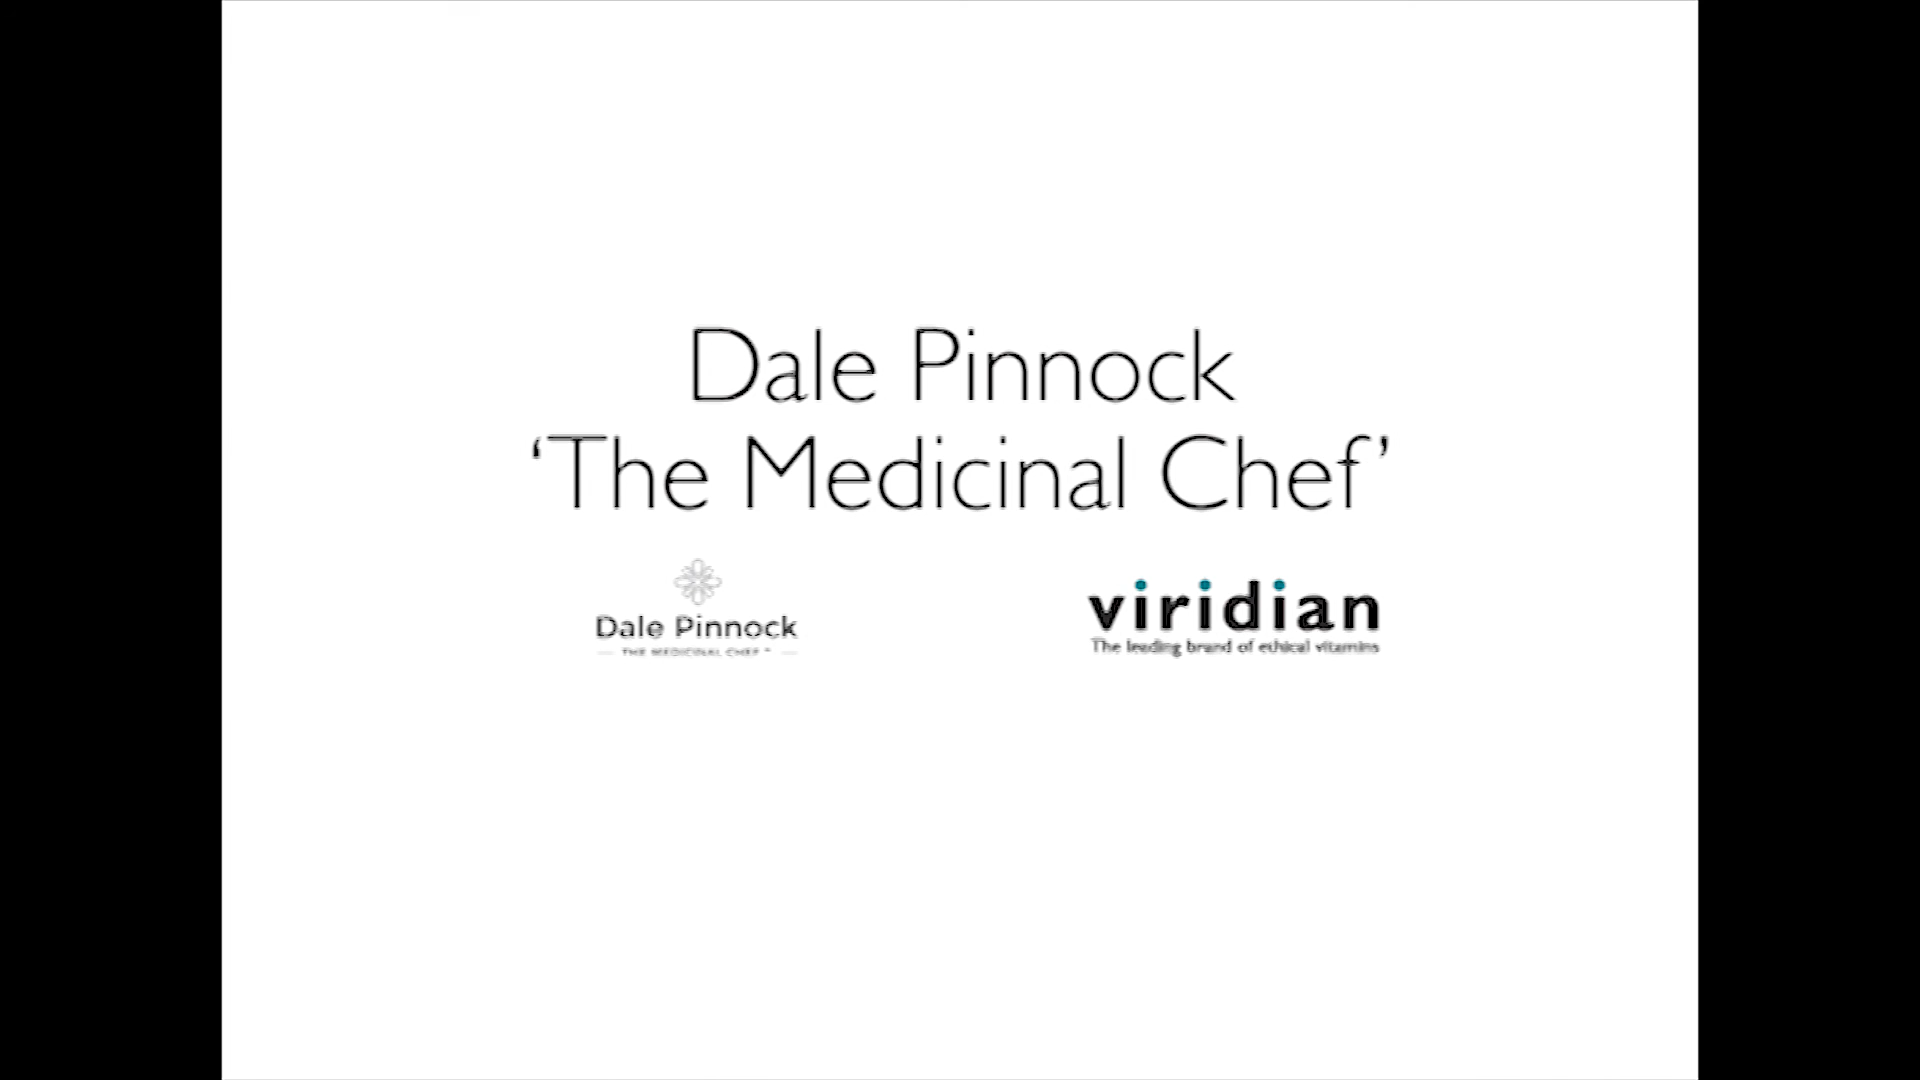 Dale Pinnock
‘The Medicinal Chef’
Dale Pinnock
THE MEDICINAL CHEF
viridian
The leading brand of ethical vitamins